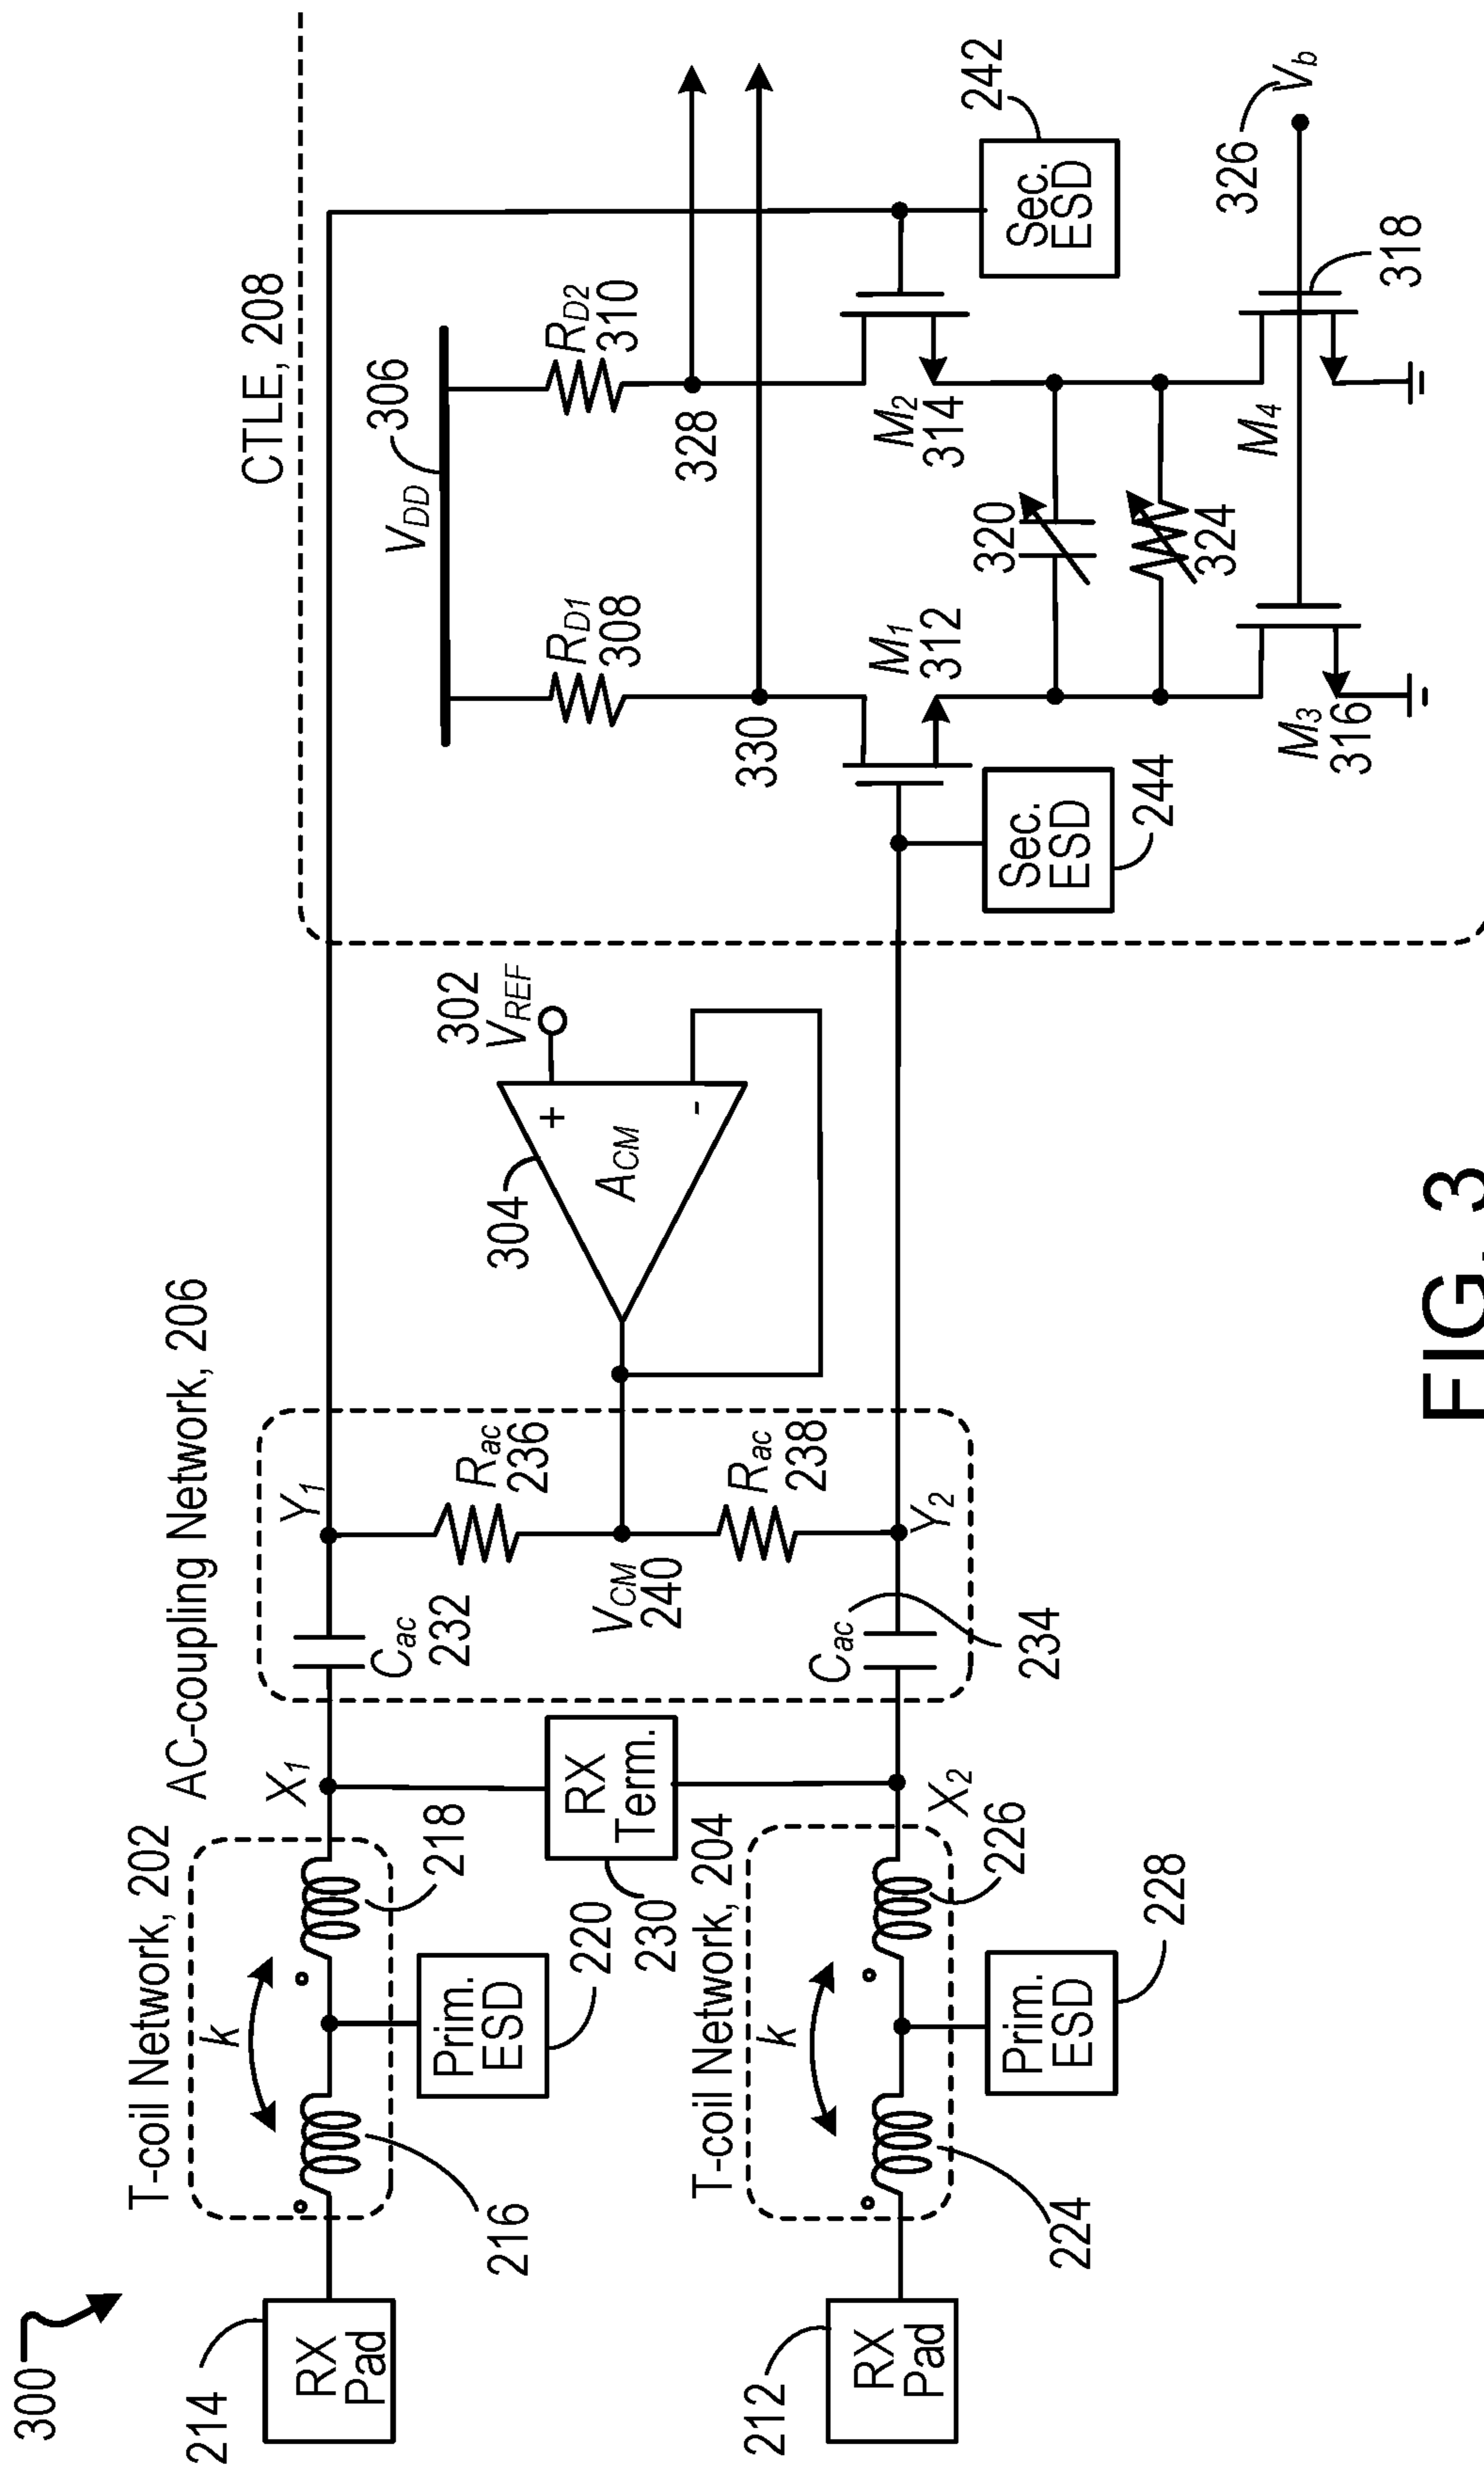 300
214
RX
Pad
212
RX
Pad
T-coil Network, 202
k
216
218
Prim.
ESD
220
T-coil Network, 204
k
224
226
Prim.
ESD
228
X1
RX
Term.
230
X2
AC-coupling Network, 206
Cac
232
Y1
Rac
236
VCM
240
Rac
238
Cac
234
Y2
304
ACM
+
-
302
VREF
CTLE, 208
VDD
306
RD1
308
RD2
310
330
328
M1
312
M2
314
Sec.
ESD
244
Sec.
ESD
242
320
324
M3
316
M4
318
326
Vb
FIG. 3